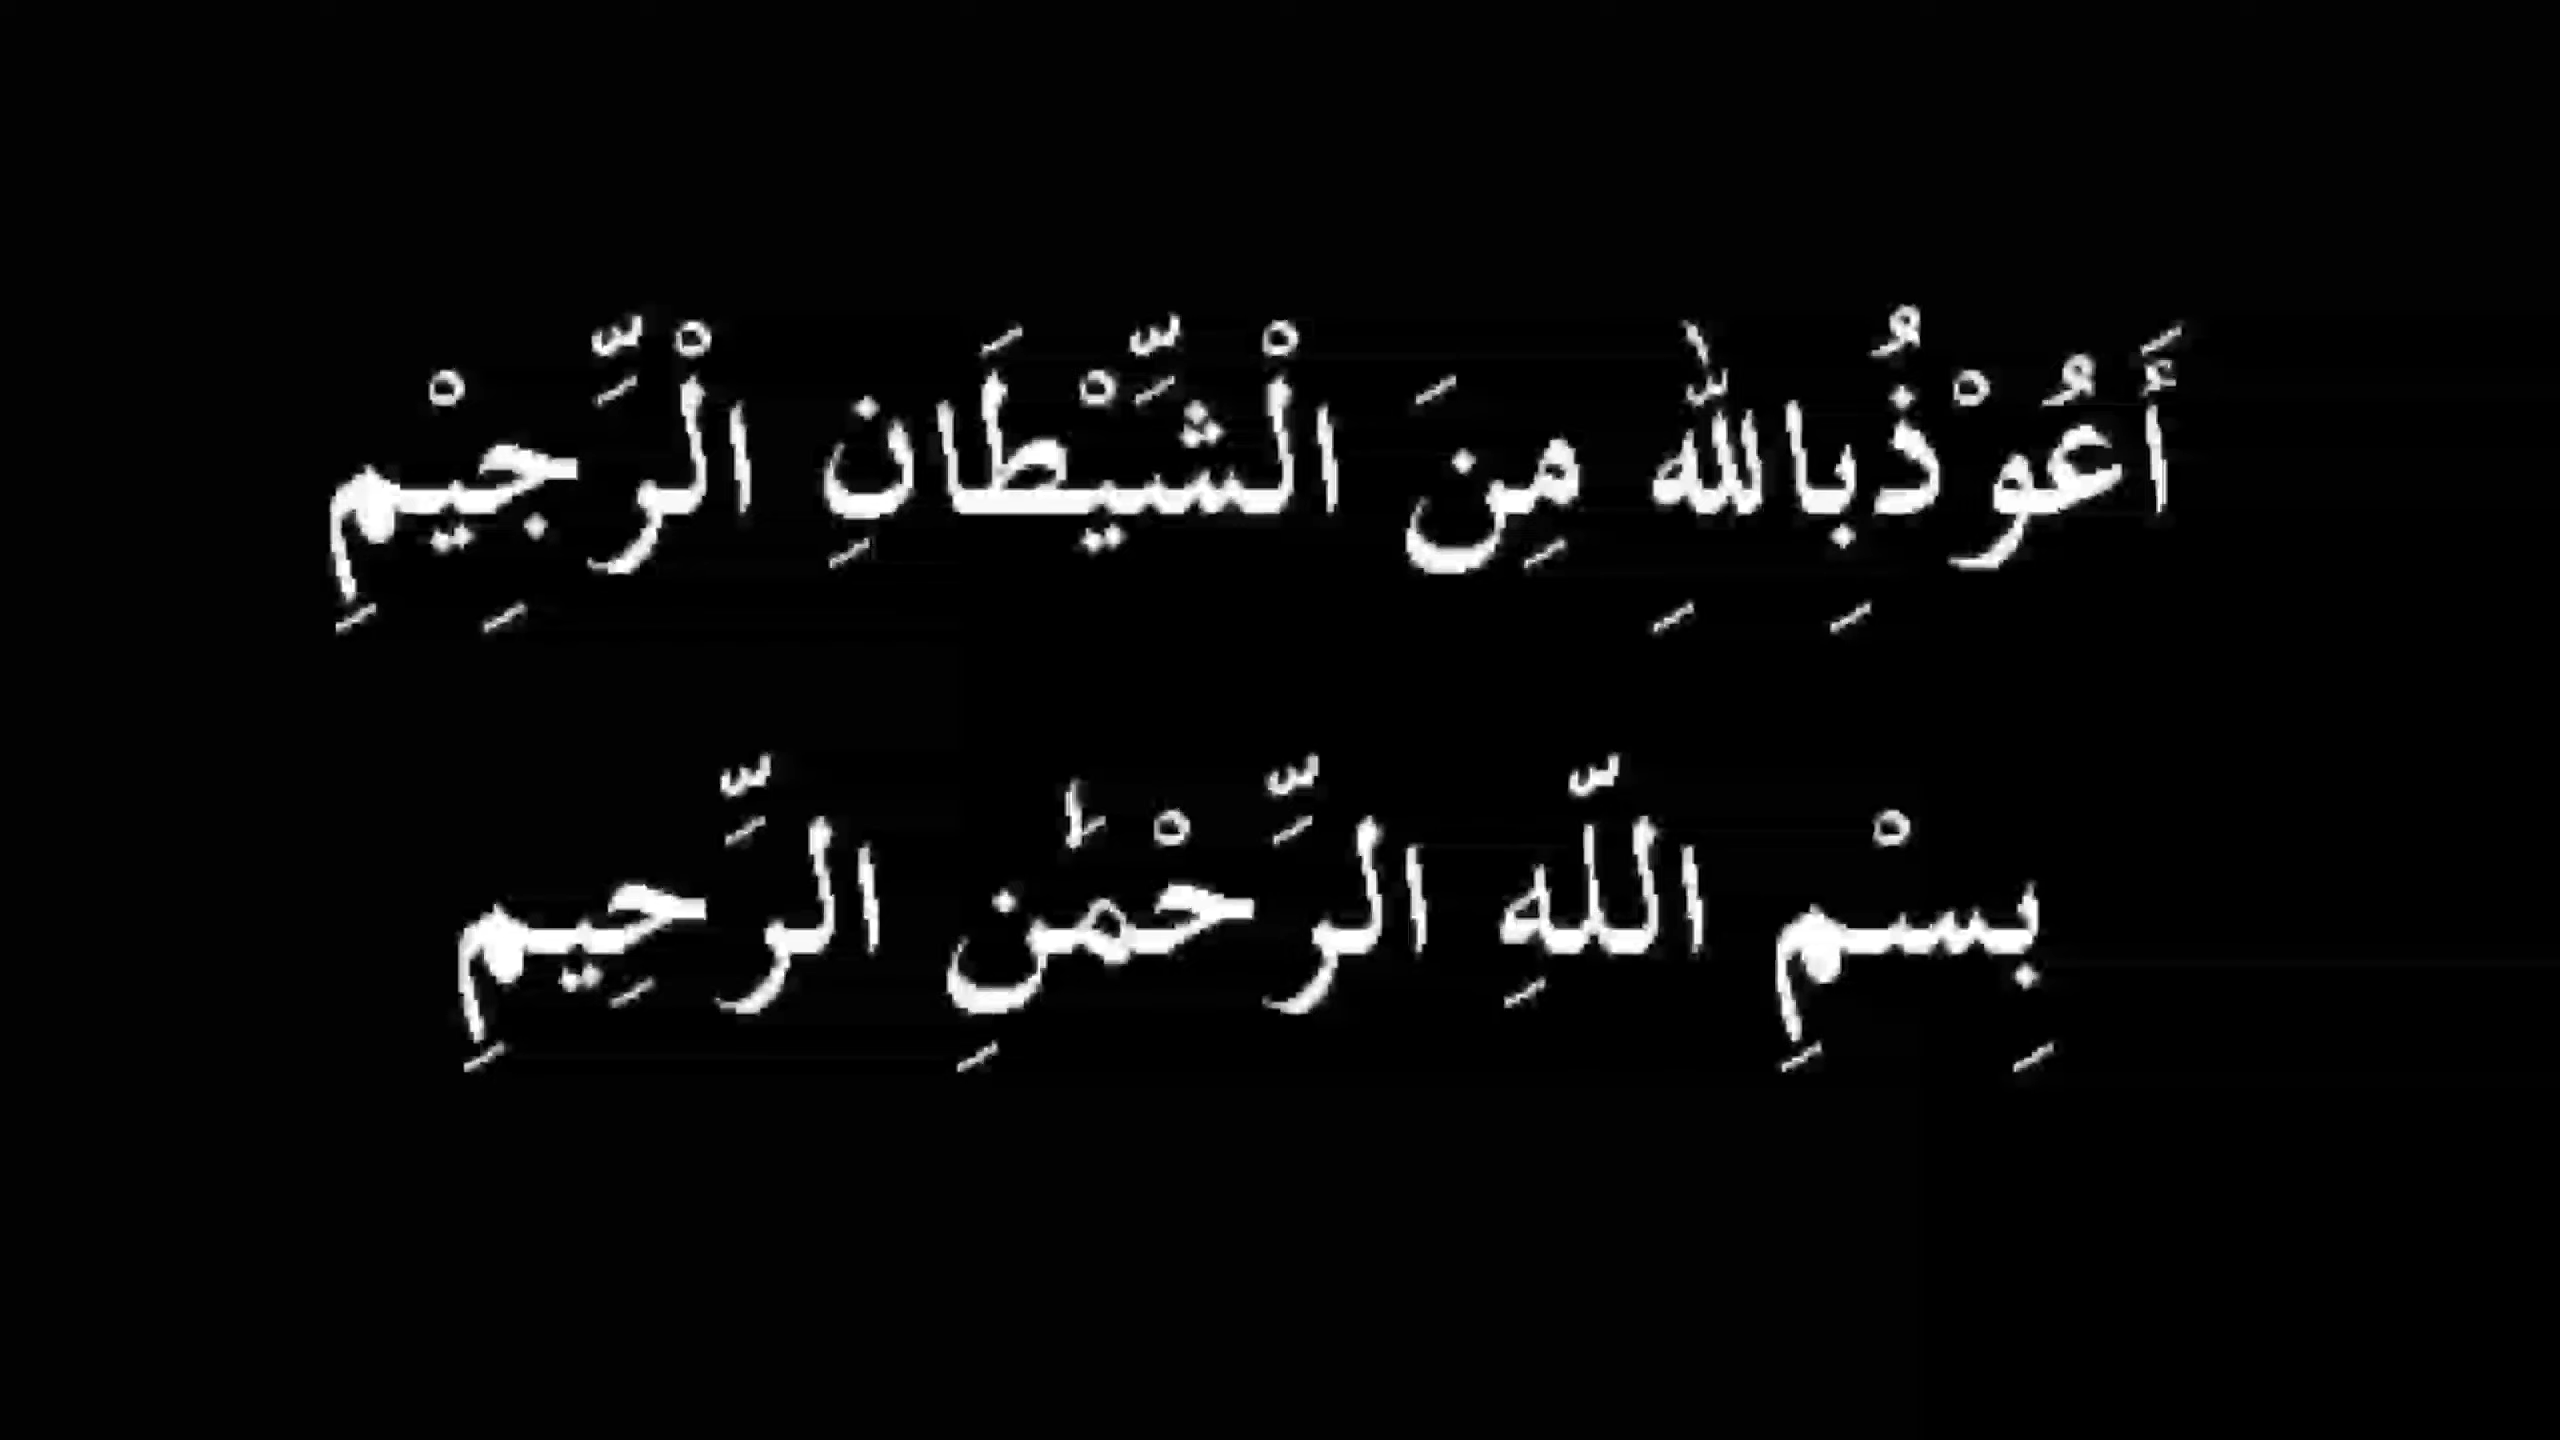 أَعُوْذُبِاللهِ مِنَ الْشَّيْطَانِ الْرَّجِيْمِ
بِسْمِ اللّهِ الرَّحْمَٰنِ الرَّحِيمِ